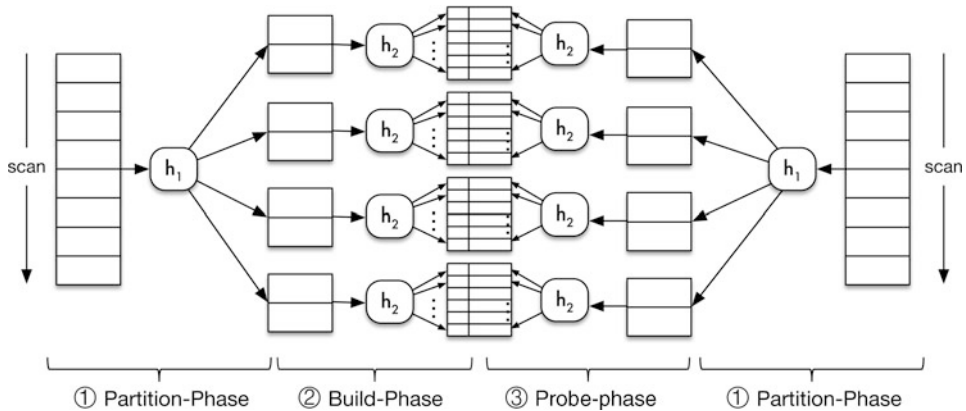 h2 h2
h2 h2
scan h1 h1 scan
h2 h2
h2 h2
① Partition-Phase ② Build-Phase ③ Probe-phase ① Partition-Phase